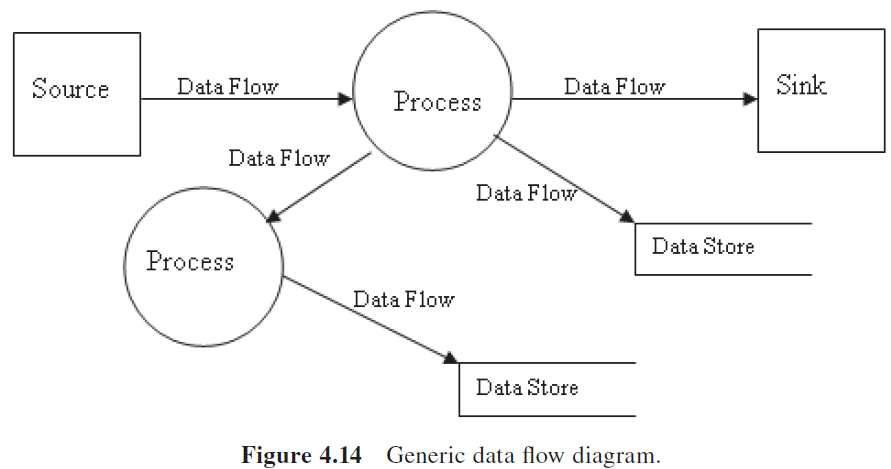 Source
Data Flow
Process
Data Flow
Sink
Data Flow
Data Flow
Data Store
Process
Data Flow
Data Store
Figure 4.14 Generic data flow diagram.